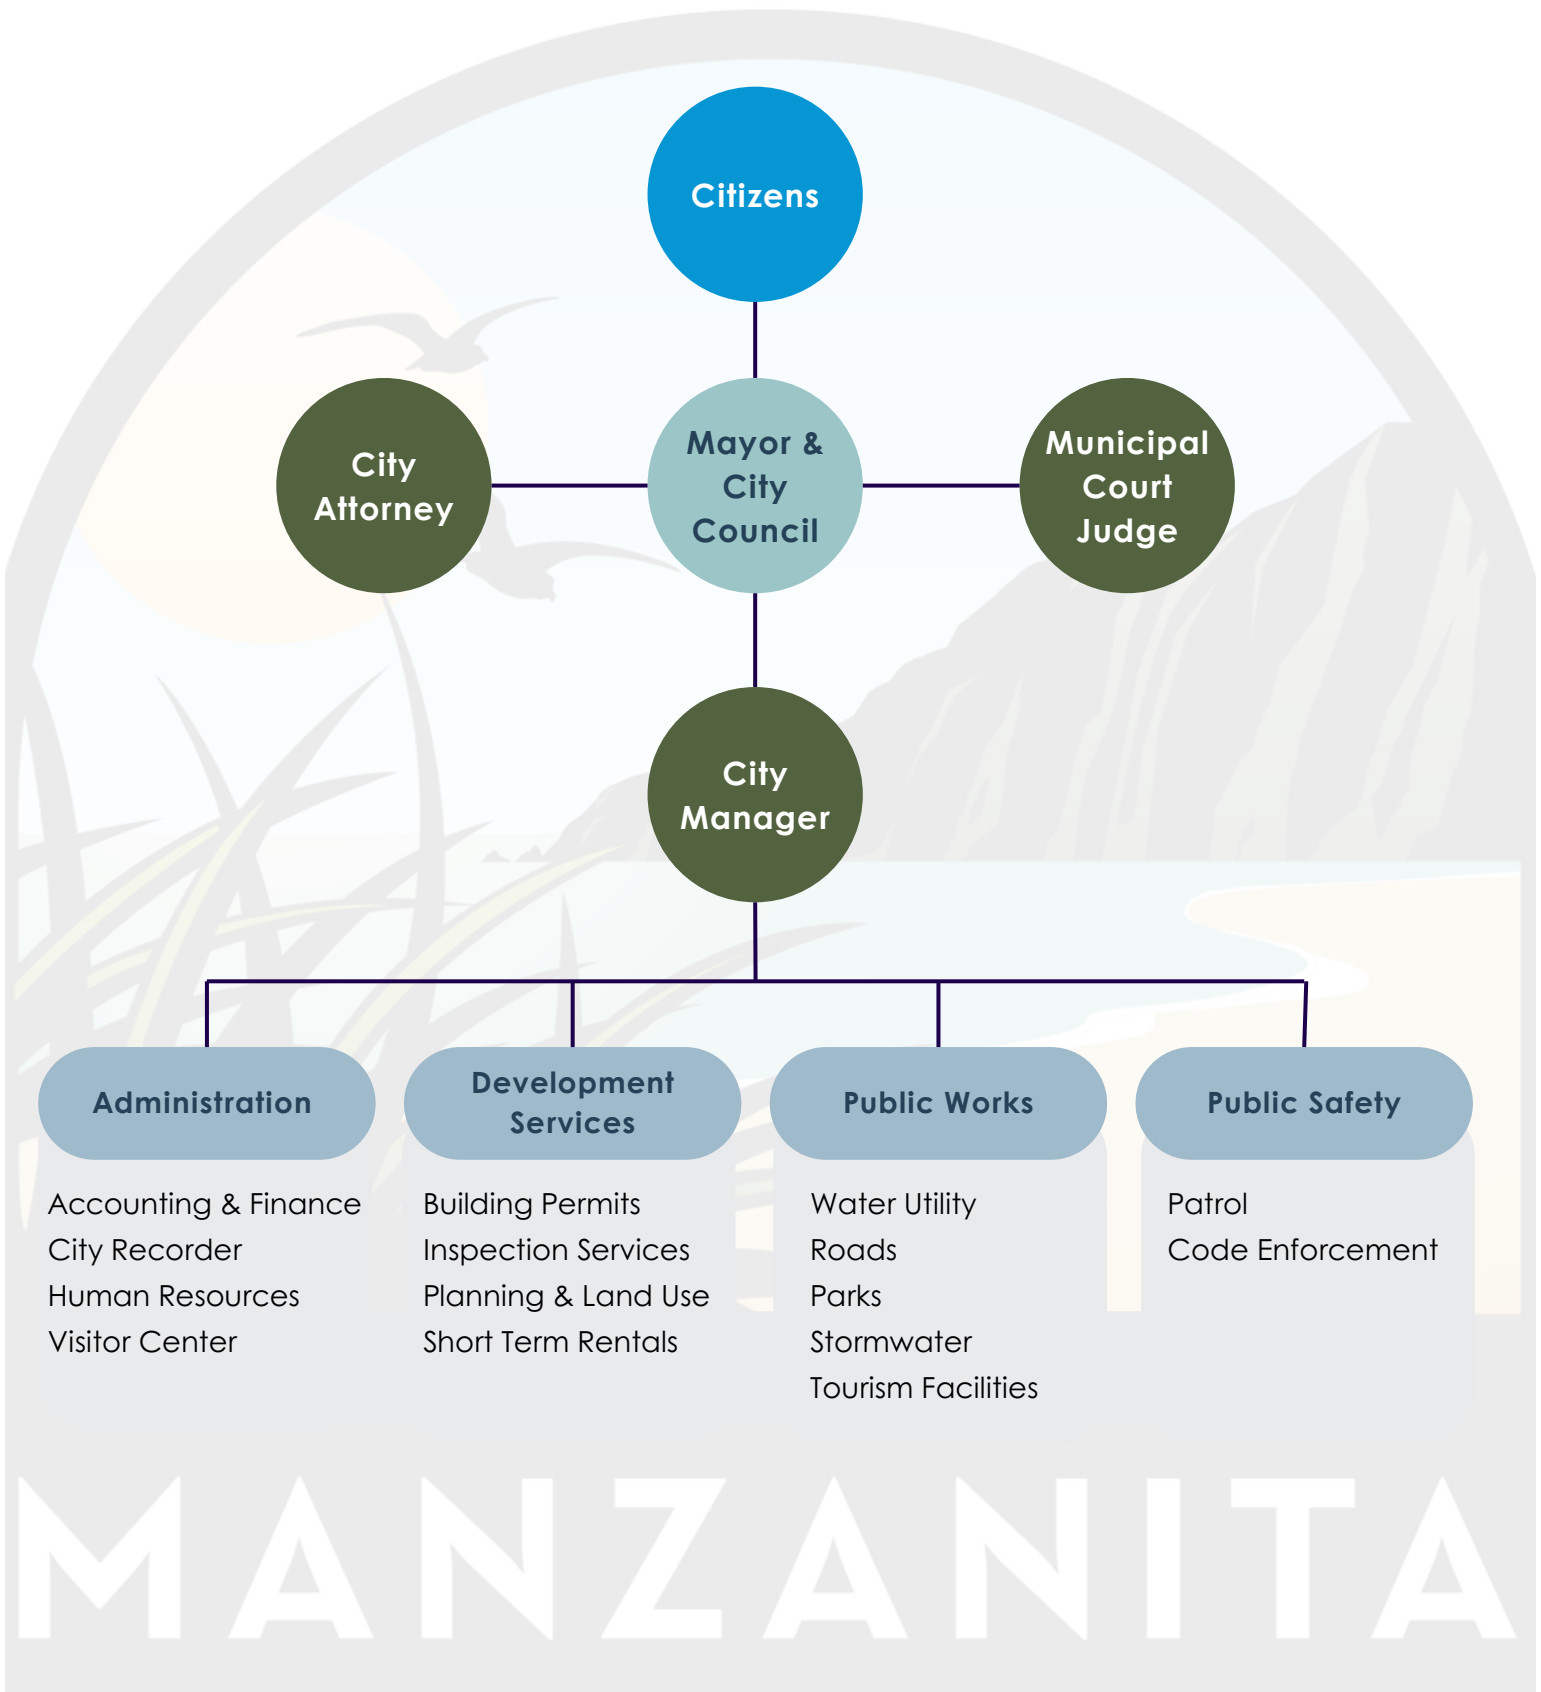 Citizens
City
Attorney
Mayor &
City
Council
Municipal
Court
Judge
City
Manager
Administration
Accounting & Finance
City Recorder
Human Resources
Visitor Center
Development
Services
Building Permits
Inspection Services
Planning & Land Use
Short Term Rentals
Public Works
Water Utility
Roads
Parks
Stormwater
Tourism Facilities
Public Safety
Patrol
Code Enforcement
MANZANITA